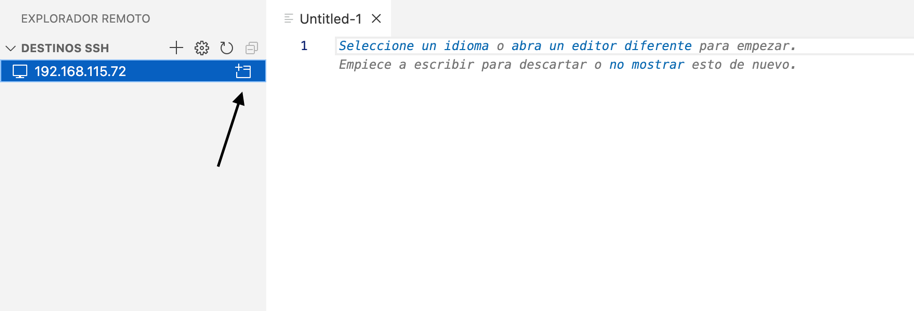 EXPLORADOR REMOTO
DESTINOS SSH
192.168.115.72
Untitled-1
1
Seleccione un idioma o abra un editor diferente para empezar.
Empiece a escribir para descartar o no mostrar esto de nuevo.